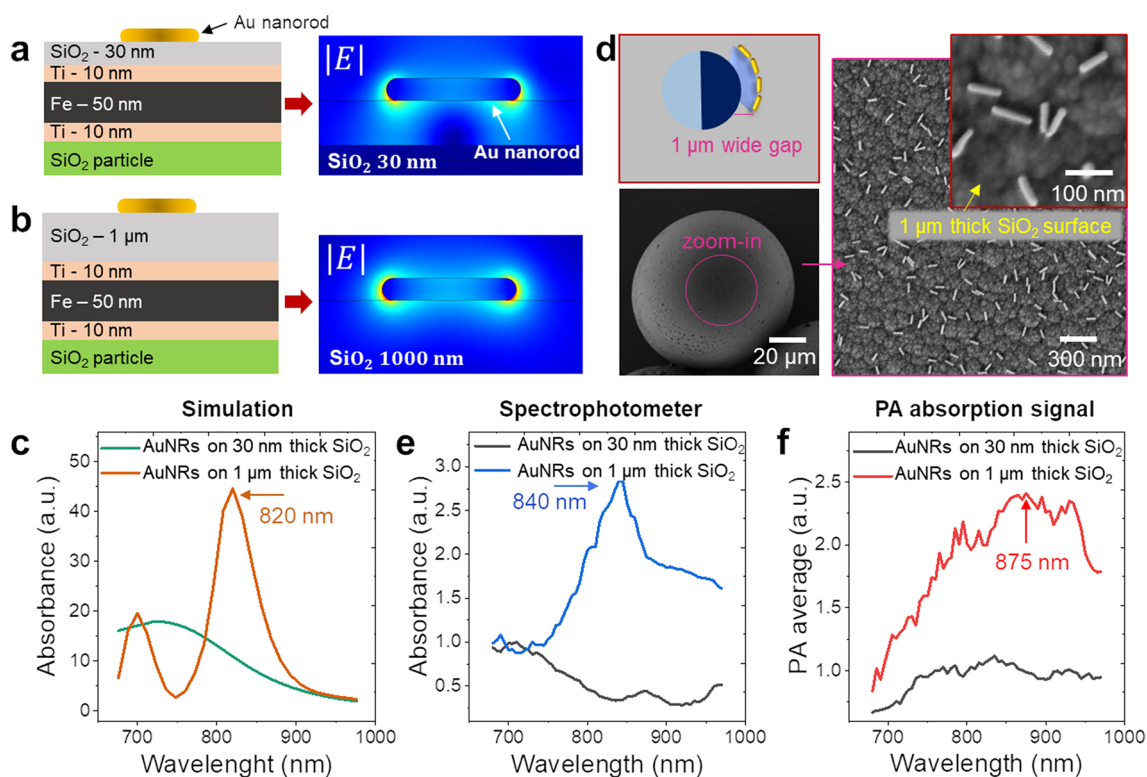 a
Au nanorod
SiO₂ - 30 nm
Ti - 10 nm
Fe – 50 nm
Ti - 10 nm
SiO₂ particle
|E|
Au nanorod
SiO₂ 30 nm
b
SiO₂ – 1 µm
Ti - 10 nm
Fe – 50 nm
Ti - 10 nm
SiO₂ particle
|E|
SiO₂ 1000 nm
d
1 µm wide gap
zoom-in
20 µm
100 nm
1 µm thick SiO₂ surface
300 nm
Simulation
c
AuNRs on 30 nm thick SiO₂
AuNRs on 1 µm thick SiO₂
820 nm
Absorbance (a.u.)
50
40
30
20
10
0
700
800
900
1000
Wavelenght (nm)
Spectrophotometer
e
AuNRs on 30 nm thick SiO₂
AuNRs on 1 µm thick SiO₂
840 nm
Absorbance (a.u.)
3.0
2.5
2.0
1.5
1.0
0.5
700
800
900
1000
Wavelength (nm)
PA absorption signal
f
AuNRs on 30 nm thick SiO₂
AuNRs on 1 µm thick SiO₂
875 nm
PA average (a.u.)
2.5
2.0
1.5
1.0
700
800
900
1000
Wavelength (nm)